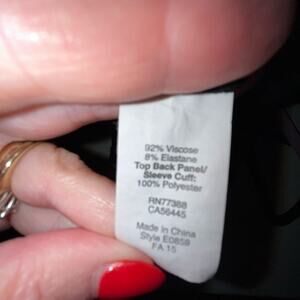 92% Viscose
8% Elastane
Top Back Panel/
Sleeve Cuff:
100% Polyester
RN77388
CA56445
Made in China
Style E0859
FA 15